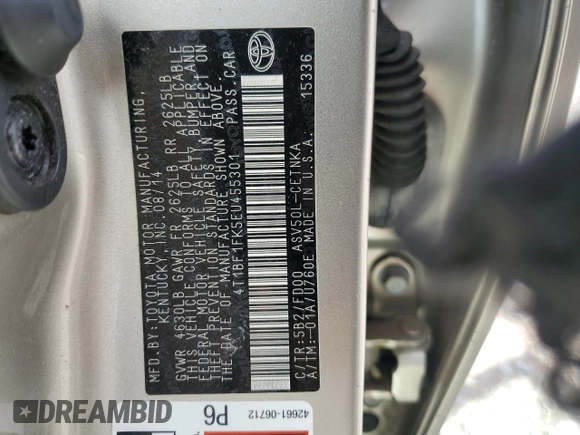 MFD. BY: TOYOTA MOTOR MANUFACTURING,
KENTUCKY, INC. 08/14
GVWR 4630LB GAWR FR 2625LB RR 2625LB
THIS VEHICLE CONFORMS TO ALL APPLICABLE
FEDERAL MOTOR VEHICLE SAFETY, BUMPER, AND
THEFT PREVENTION STANDARDS IN EFFECT ON
THE DATE OF MANUFACTURE SHOWN ABOVE.
4T4BF1FK5EU455301 PASS.CAR
C/TR:5B2/FD00 ASV50L-CETNKA
A/TM:-01A/U760E MADE IN U.S.A. 15336
42661-06712
P6
DREAMBID